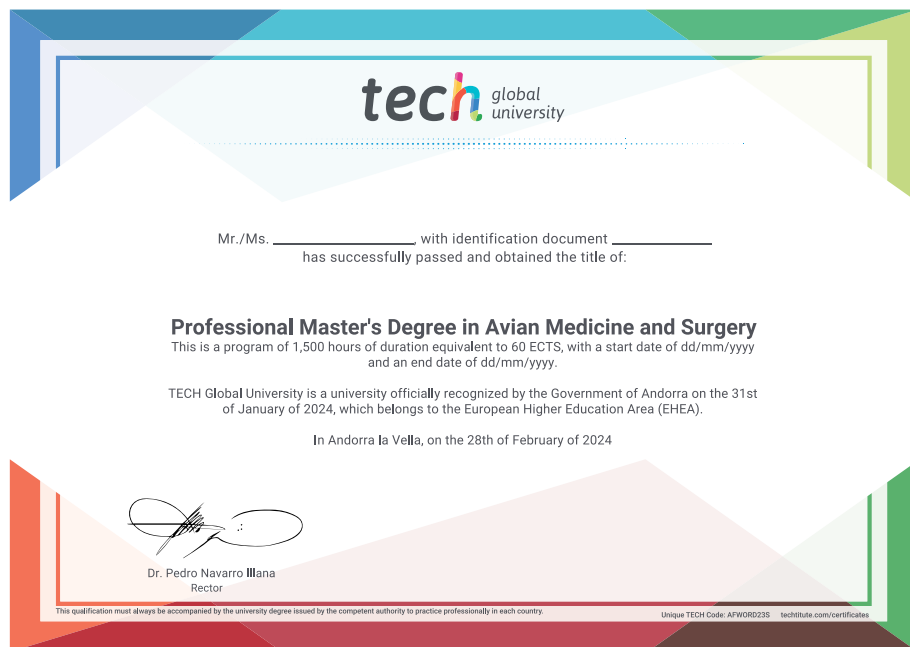 tech global university
Mr./Ms. ________________, with identification document ____________
has successfully passed and obtained the title of:
Professional Master's Degree in Avian Medicine and Surgery
This is a program of 1,500 hours of duration equivalent to 60 ECTS, with a start date of dd/mm/yyyy
and an end date of dd/mm/yyyy.
TECH Global University is a university officially recognized by the Government of Andorra on the 31st
of January of 2024, which belongs to the European Higher Education Area (EHEA).
In Andorra la Vella, on the 28th of February of 2024
Dr. Pedro Navarro Illana
Rector
This qualification must always be accompanied by the university degree issued by the competent authority to practice professionally in each country.
Unique TECH Code: AFWORD23S techtitute.com/certificates